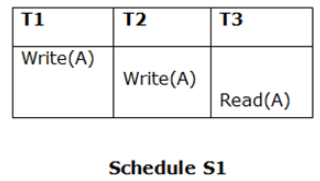 T1 T2 T3
Write(A)
Write(A)
Read(A)
Schedule S1